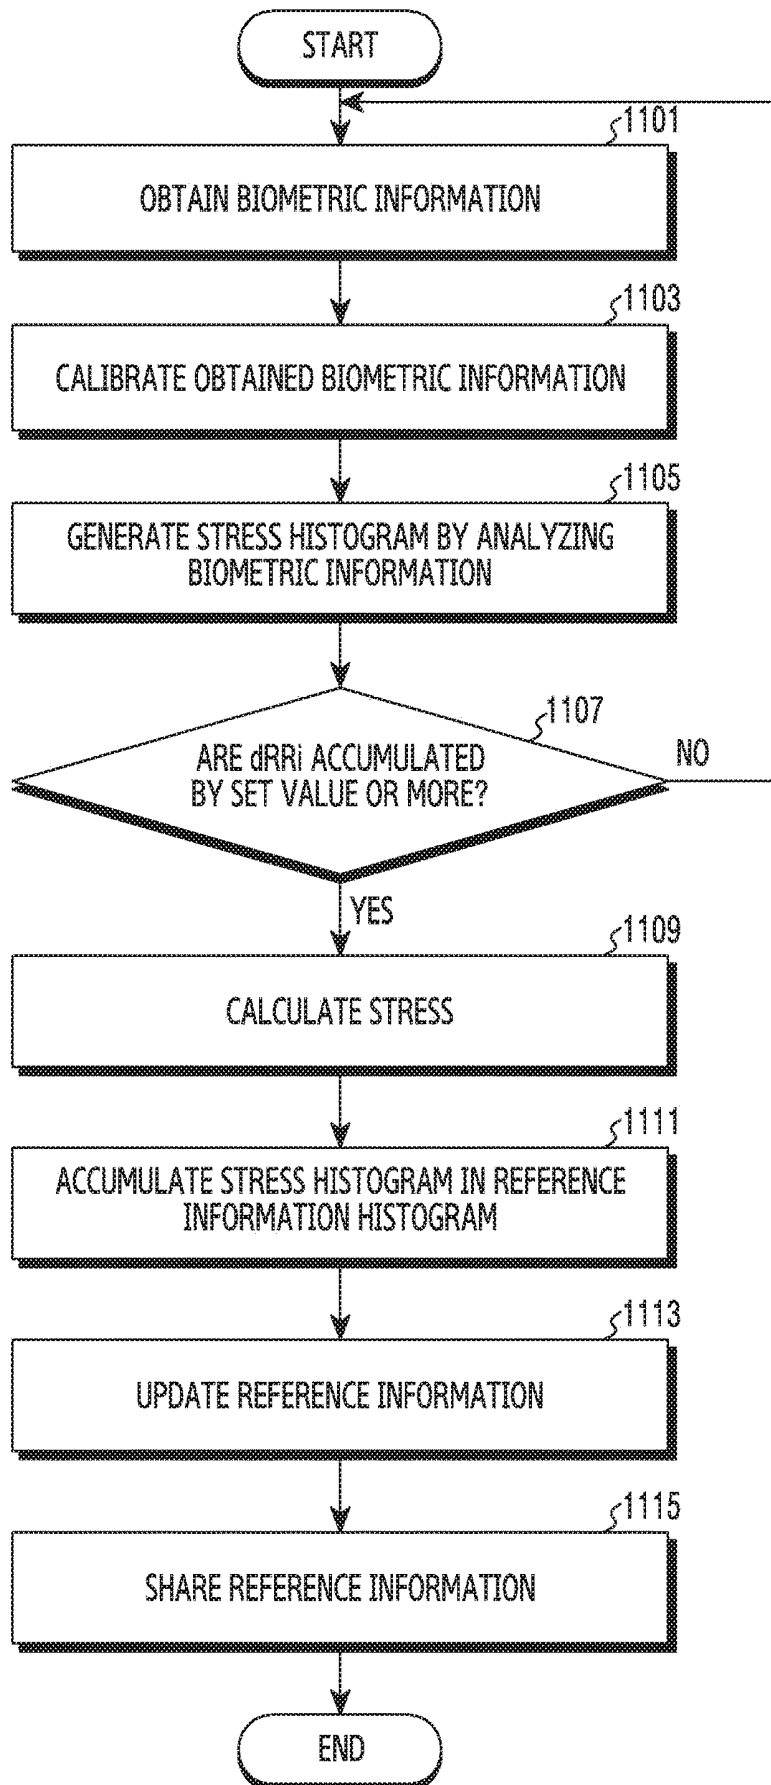 START
1101
OBTAIN BIOMETRIC INFORMATION
1103
CALIBRATE OBTAINED BIOMETRIC INFORMATION
1105
GENERATE STRESS HISTOGRAM BY ANALYZING
BIOMETRIC INFORMATION
1107
ARE dRRi ACCUMULATED
BY SET VALUE OR MORE?
NO
YES
1109
CALCULATE STRESS
1111
ACCUMULATE STRESS HISTOGRAM IN REFERENCE
INFORMATION HISTOGRAM
1113
UPDATE REFERENCE INFORMATION
1115
SHARE REFERENCE INFORMATION
END